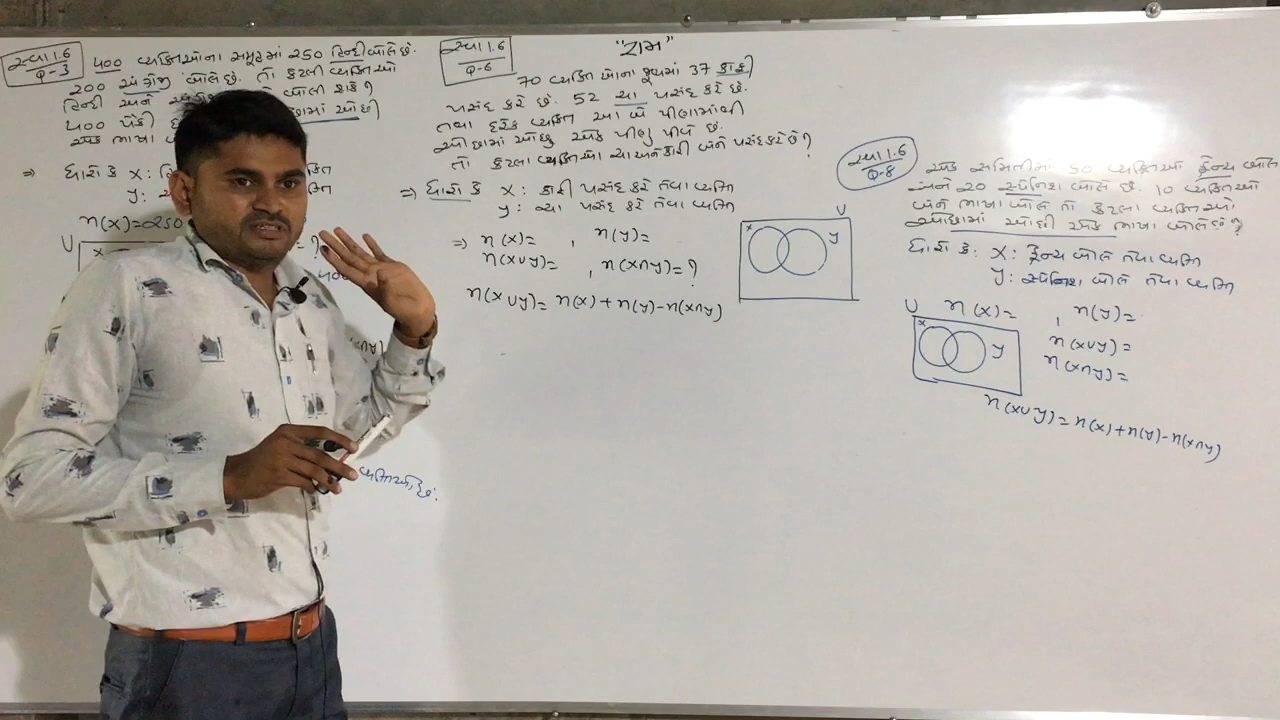 સ્વા 1.6
Q-3
400 વ્યક્તિઓના સમૂહમાં 250 હિન્દી બોલે છે.
200 અંગ્રેજી બોલે છે. તો કેટલી વ્યક્તિઓ
હિન્દી અને બોલી શકે?
400 પૈકી
એક ભાષા
⇒ ધારો કે X:
y:
n(x)=250
= ?
U
x
વ્યક્તિઓ છે.
"રામ"
સ્વા 1.6
Q-6
70 વ્યક્તિઓના જૂથમાં 37 કોફી
પસંદ કરે છે. 52 ચા પસંદ કરે છે.
તથા દરેક વ્યક્તિ આ બે પીણામાંથી
ઓછામાં ઓછું એક પીણું પીવે છે.
તો કેટલા વ્યક્તિઓ ચા અને કોફી બંને પસંદ કરે છે?
⇒ ધારો કે X: કોફી પસંદ કરે તેવા વ્યક્તિ
y: ચા પસંદ કરે તેવા વ્યક્તિ
⇒ n(x)= , n(y)=
n(x∪y)= , n(x∩y)=?
n(x∪y)= n(x)+n(y)-n(x∩y)
U
x
y
સ્વા 1.6
Q-8
એક સમિતીમાં 50 વ્યક્તિઓ ફ્રેન્ચ બોલે
અને 20 સ્પેનિશ બોલે છે. 10 વ્યક્તિઓ
બંને ભાષા બોલે તો કેટલા વ્યક્તિઓ
ઓછામાં ઓછી એક ભાષા બોલે છે?
ધારો કે: X: ફ્રેન્ચ બોલે તેવા વ્યક્તિ
y: સ્પેનિશ બોલે તેવા વ્યક્તિ
U n(x)= , n(y)=
x
y
n(x∪y)=
n(x∩y)=
n(x∪y)= n(x)+n(y)-n(x∩y)